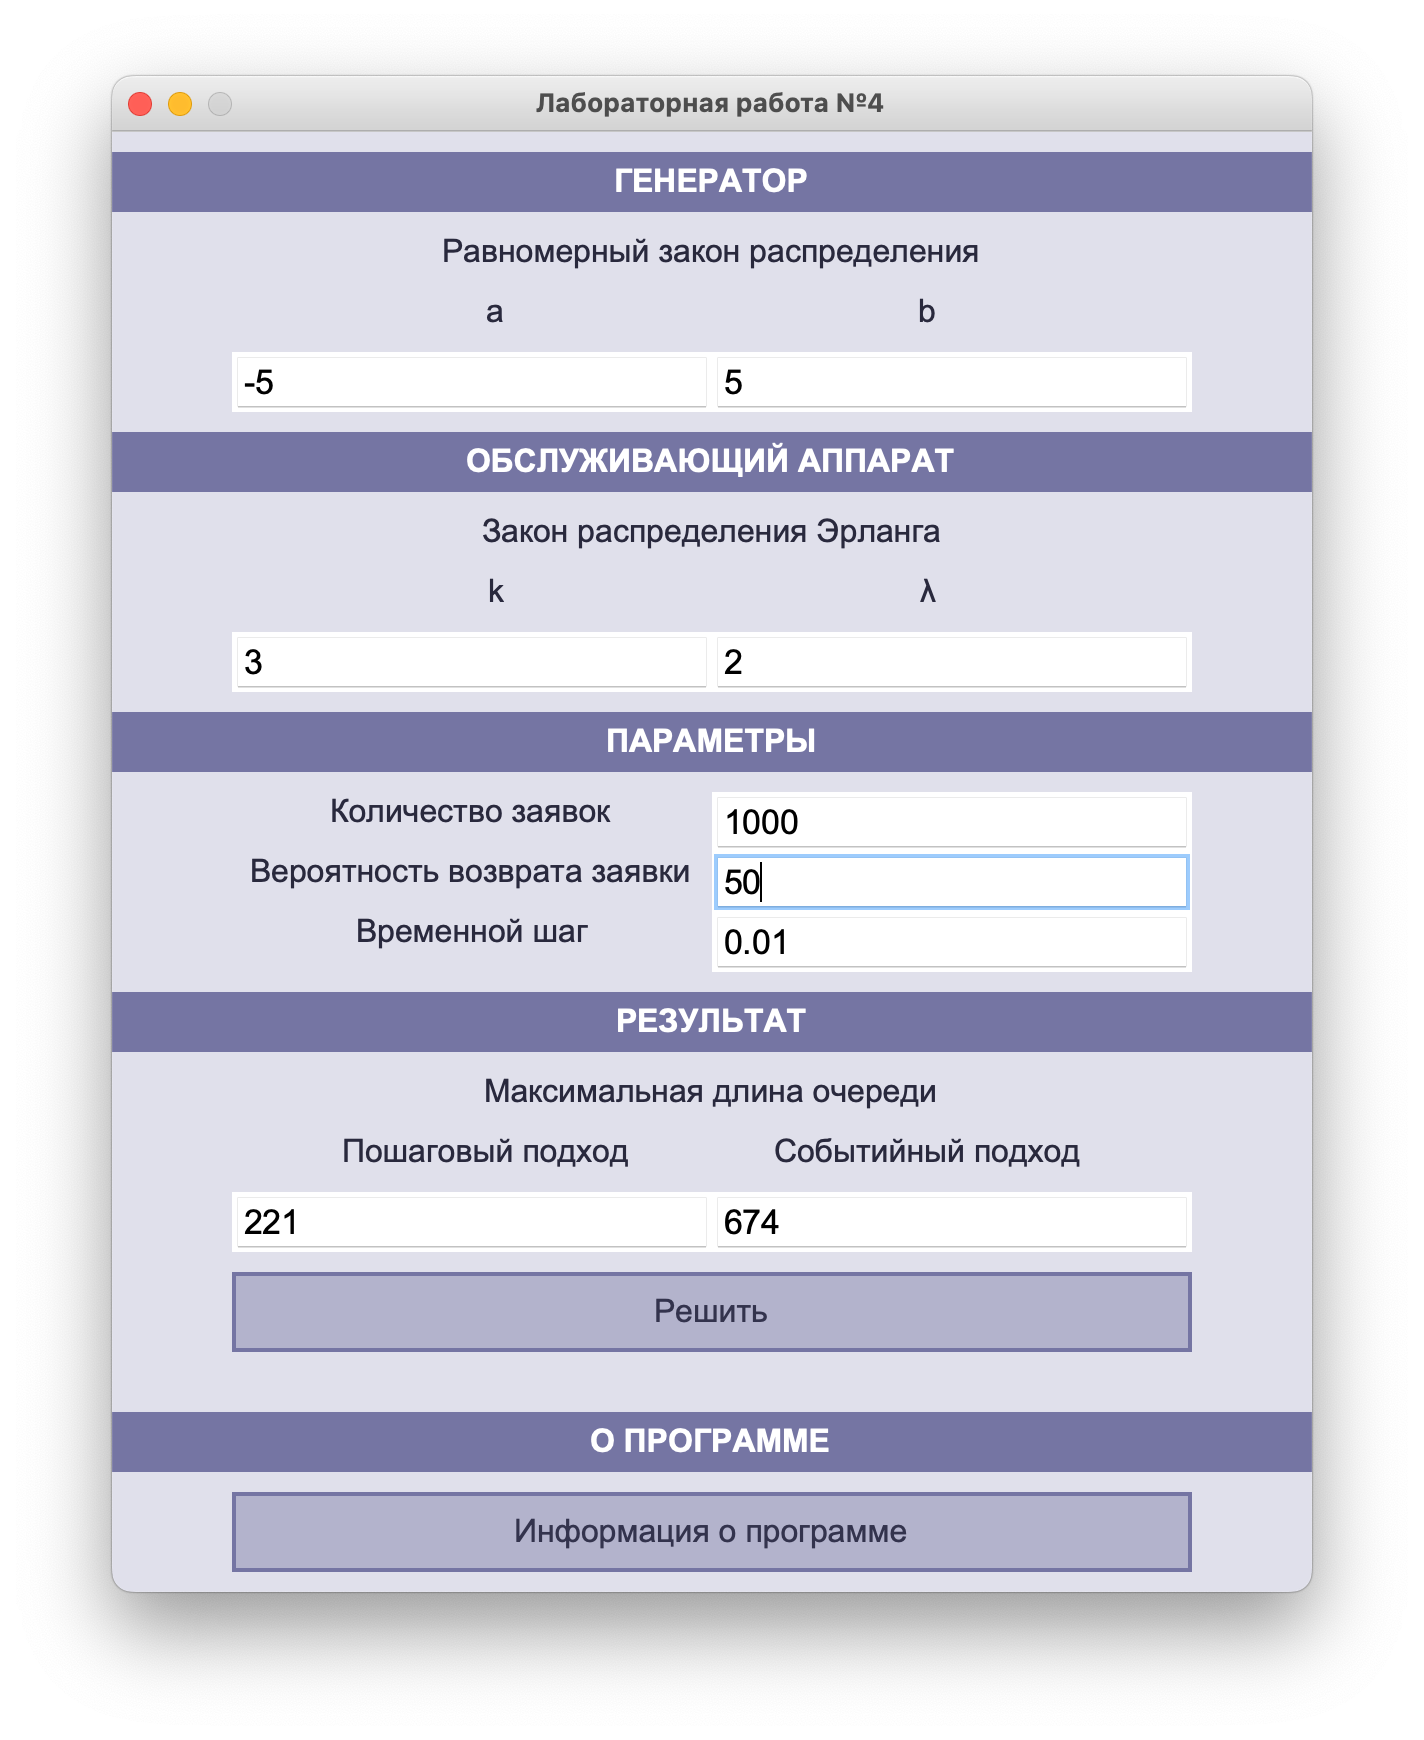 Лабораторная работа №4
ГЕНЕРАТОР
Равномерный закон распределения
a b
-5 5
ОБСЛУЖИВАЮЩИЙ АППАРАТ
Закон распределения Эрланга
k λ
3 2
ПАРАМЕТРЫ
Количество заявок 1000
Вероятность возврата заявки 50
Временной шаг 0.01
РЕЗУЛЬТАТ
Максимальная длина очереди
Пошаговый подход Событийный подход
221 674
Решить
О ПРОГРАММЕ
Информация о программе